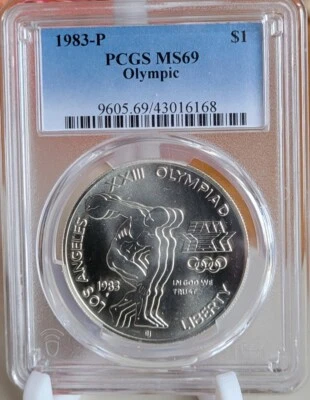 1983-P $1
PCGS MS69
Olympic
9605.69/43016168
LOS ANGELES XXIII OLYMPIAD
1983
P
IN GOD WE
TRUST
LIBERTY